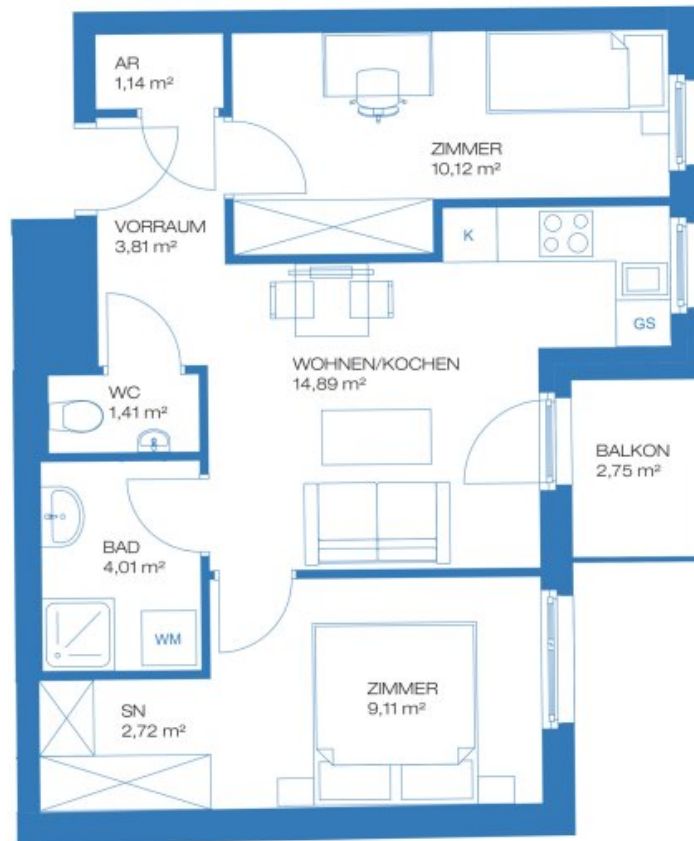 AR
1,14 m²
ZIMMER
10,12 m²
VORRAUM
3,81 m²
K
GS
WOHNEN/KOCHEN
14,89 m²
WC
1,41 m²
BALKON
2,75 m²
BAD
4,01 m²
WM
ZIMMER
9,11 m²
SN
2,72 m²